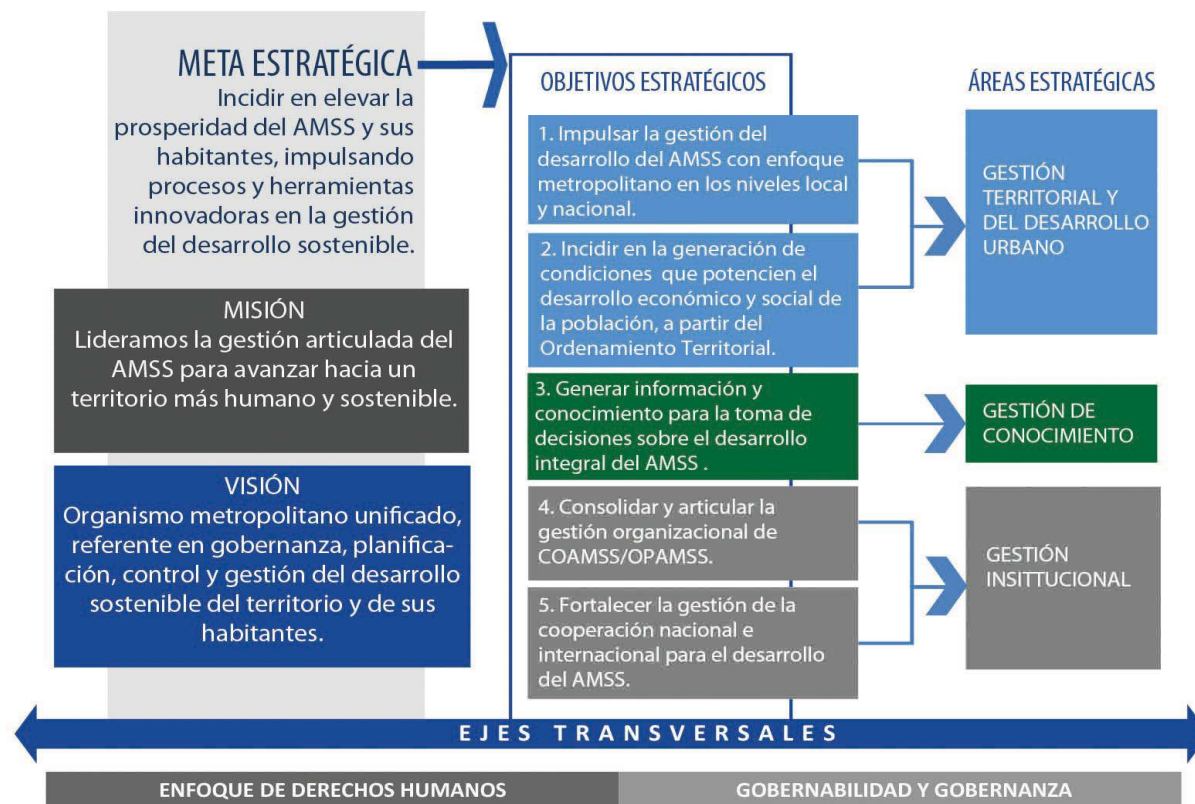 META ESTRATÉGICA
Incidir en elevar la
prosperidad del AMSS y sus
habitantes, impulsando
procesos y herramientas
innovadoras en la gestión
del desarrollo sostenible.
MISIÓN
Lideramos la gestión articulada del
AMSS para avanzar hacia un
territorio más humano y sostenible.
VISIÓN
Organismo metropolitano unificado,
referente en gobernanza, planifica-
ción, control y gestión del desarrollo
sostenible del territorio y de sus
habitantes.
OBJETIVOS ESTRATÉGICOS
1. Impulsar la gestión del
desarrollo del AMSS con enfoque
metropolitano en los niveles local
y nacional.
2. Incidir en la generación de
condiciones que potencien el
desarrollo económico y social de
la población, a partir del
Ordenamiento Territorial.
3. Generar información y
conocimiento para la toma de
decisiones sobre el desarrollo
integral del AMSS .
4. Consolidar y articular la
gestión organizacional de
COAMSS/OPAMSS.
5. Fortalecer la gestión de la
cooperación nacional e
internacional para el desarrollo
del AMSS.
ÁREAS ESTRATÉGICAS
GESTIÓN
TERRITORIAL Y
DEL DESARROLLO
URBANO
GESTIÓN DE
CONOCIMIENTO
GESTIÓN
INSITTUCIONAL
EJES TRANSVERSALES
ENFOQUE DE DERECHOS HUMANOS
GOBERNABILIDAD Y GOBERNANZA